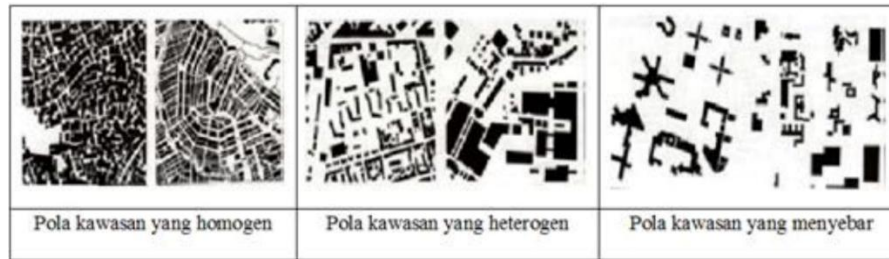 Pola kawasan yang homogen
Pola kawasan yang heterogen
Pola kawasan yang menyebar